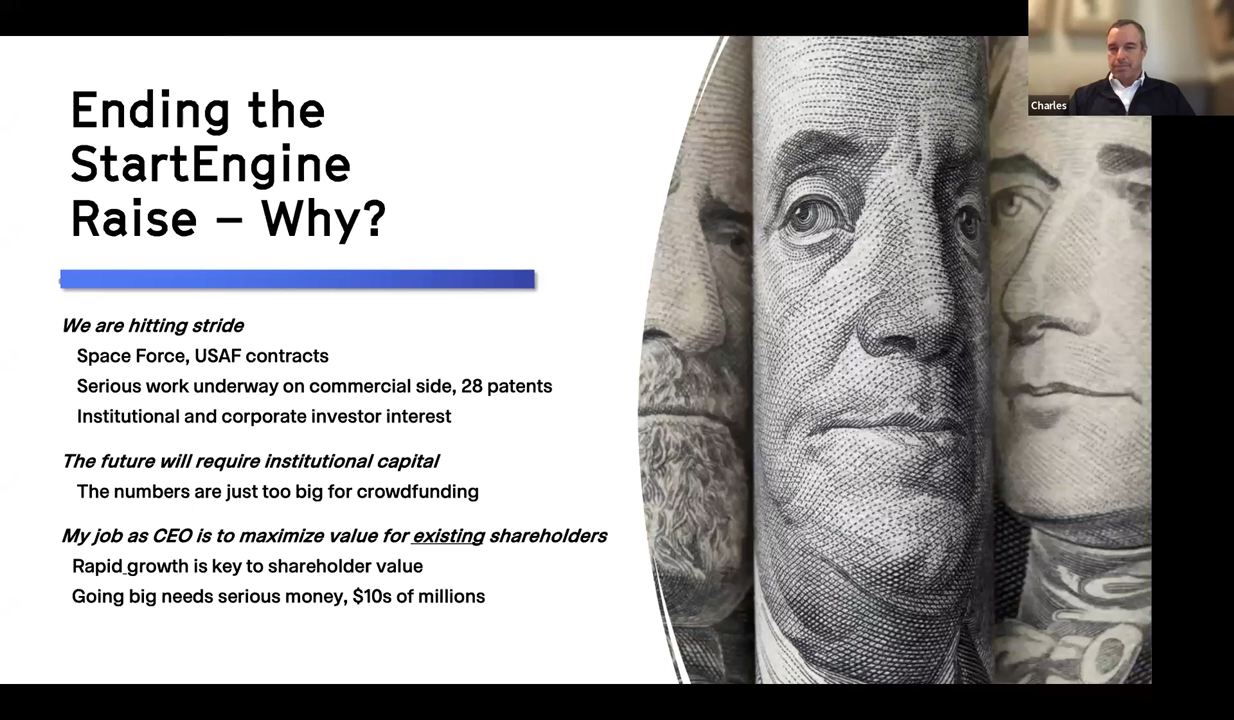 Ending the
StartEngine
Raise – Why?
We are hitting stride
Space Force, USAF contracts
Serious work underway on commercial side, 28 patents
Institutional and corporate investor interest
The future will require institutional capital
The numbers are just too big for crowdfunding
My job as CEO is to maximize value for existing shareholders
Rapid growth is key to shareholder value
Going big needs serious money, $10s of millions
Charles